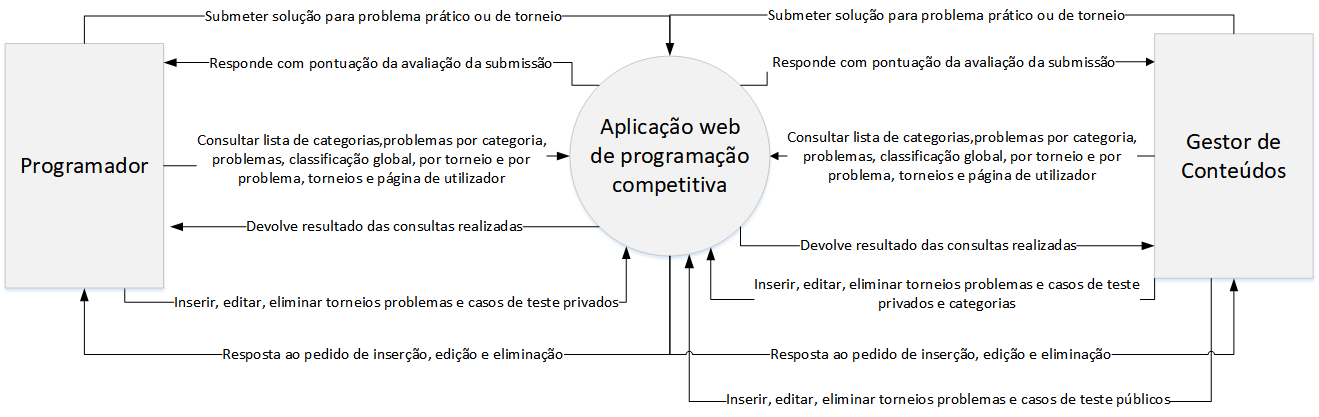 Submeter solução para problema prático ou de torneio
Submeter solução para problema prático ou de torneio
Responde com pontuação da avaliação da submissão
Responde com pontuação da avaliação da submissão
Programador
Consultar lista de categorias,problemas por categoria,
problemas, classificação global, por torneio e por
problema, torneios e página de utilizador
Aplicação web
de programação
competitiva
Consultar lista de categorias,problemas por categoria,
problemas, classificação global, por torneio e por
problema, torneios e página de utilizador
Gestor de
Conteúdos
Devolve resultado das consultas realizadas
Devolve resultado das consultas realizadas
Inserir, editar, eliminar torneios problemas e casos de teste privados
Inserir, editar, eliminar torneios problemas e casos de teste
privados e categorias
Resposta ao pedido de inserção, edição e eliminação
Resposta ao pedido de inserção, edição e eliminação
Inserir, editar, eliminar torneios problemas e casos de teste públicos